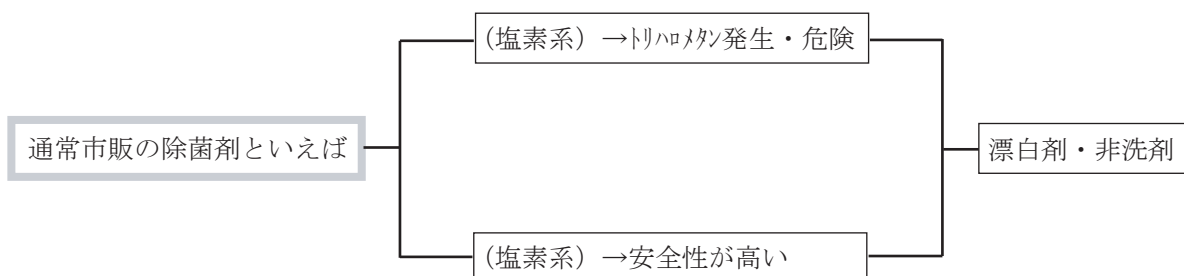 （塩素系）→ﾄﾘﾊﾛﾒﾀﾝ発生・危険
通常市販の除菌剤といえば
漂白剤・非洗剤
（塩素系）→安全性が高い